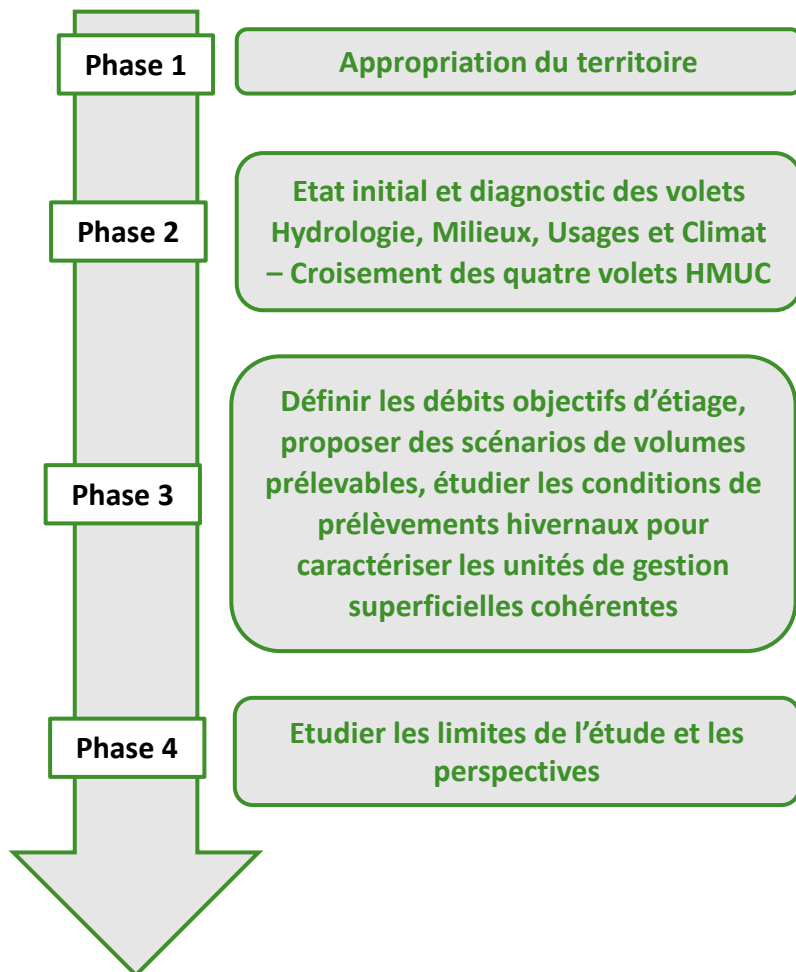 Phase 1
Appropriation du territoire
Phase 2
Etat initial et diagnostic des volets
Hydrologie, Milieux, Usages et Climat
– Croisement des quatre volets HMUC
Phase 3
Définir les débits objectifs d’étiage,
proposer des scénarios de volumes
prélevables, étudier les conditions de
prélèvements hivernaux pour
caractériser les unités de gestion
superficielles cohérentes
Phase 4
Etudier les limites de l’étude et les
perspectives